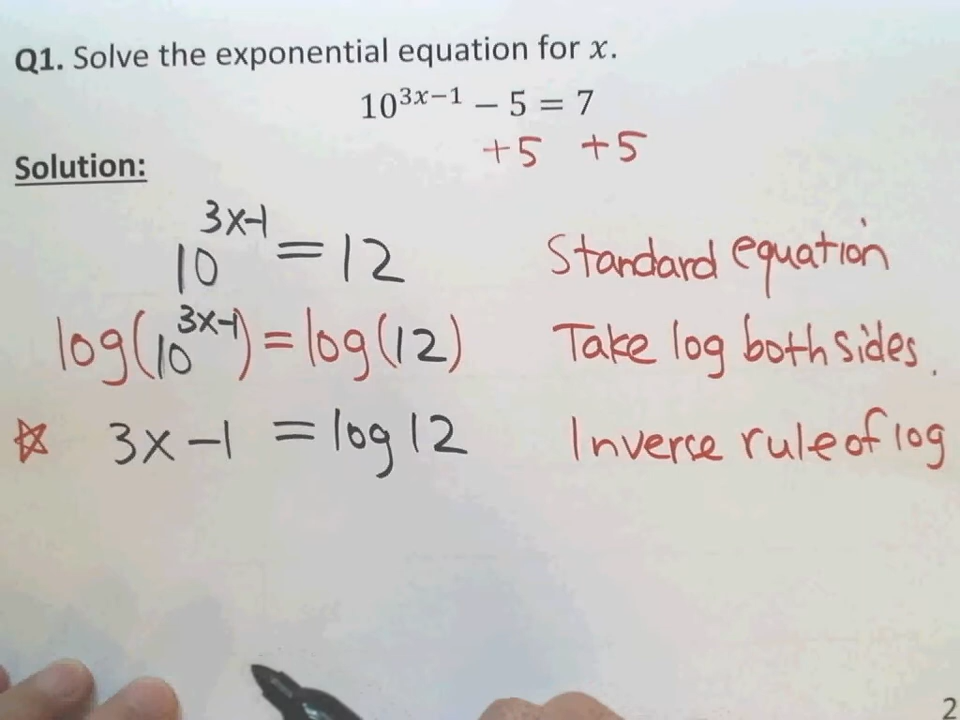 Q1. Solve the exponential equation for x.
10^{3x−1} − 5 = 7
+5 +5
Solution:
10^{3x-1} = 12 Standard equation
log(10^{3x-1}) = log(12) Take log both sides.
☆ 3x-1 = log 12 Inverse rule of log
2